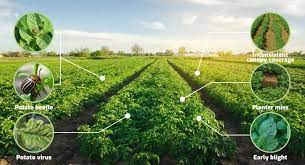 Inconsistent
canopy coverage
Potato beetle
Planter miss
Potato virus
Early blight